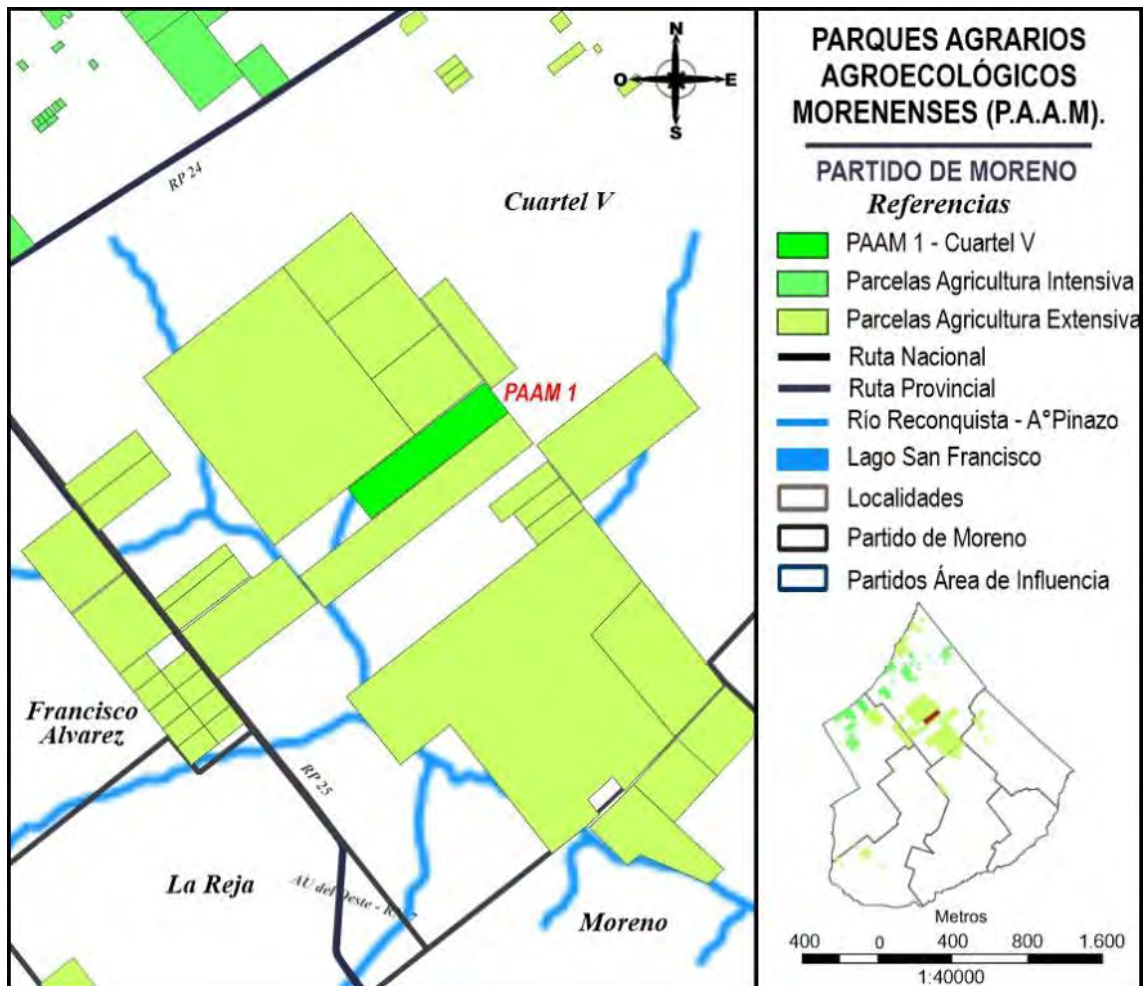 N
O
E
S
RP 24
Cuartel V
PAAM 1
Francisco
Alvarez
RP 25
La Reja
AU del Oeste - R
7
Moreno
PARQUES AGRARIOS
AGROECOLÓGICOS
MORENENSES (P.A.A.M).
PARTIDO DE MORENO
Referencias
PAAM 1 - Cuartel V
Parcelas Agricultura Intensiva
Parcelas Agricultura Extensiva
Ruta Nacional
Ruta Provincial
Río Reconquista - A°Pinazo
Lago San Francisco
Localidades
Partido de Moreno
Partidos Área de Influencia
Metros
400 0 400 800 1.600
1:40000